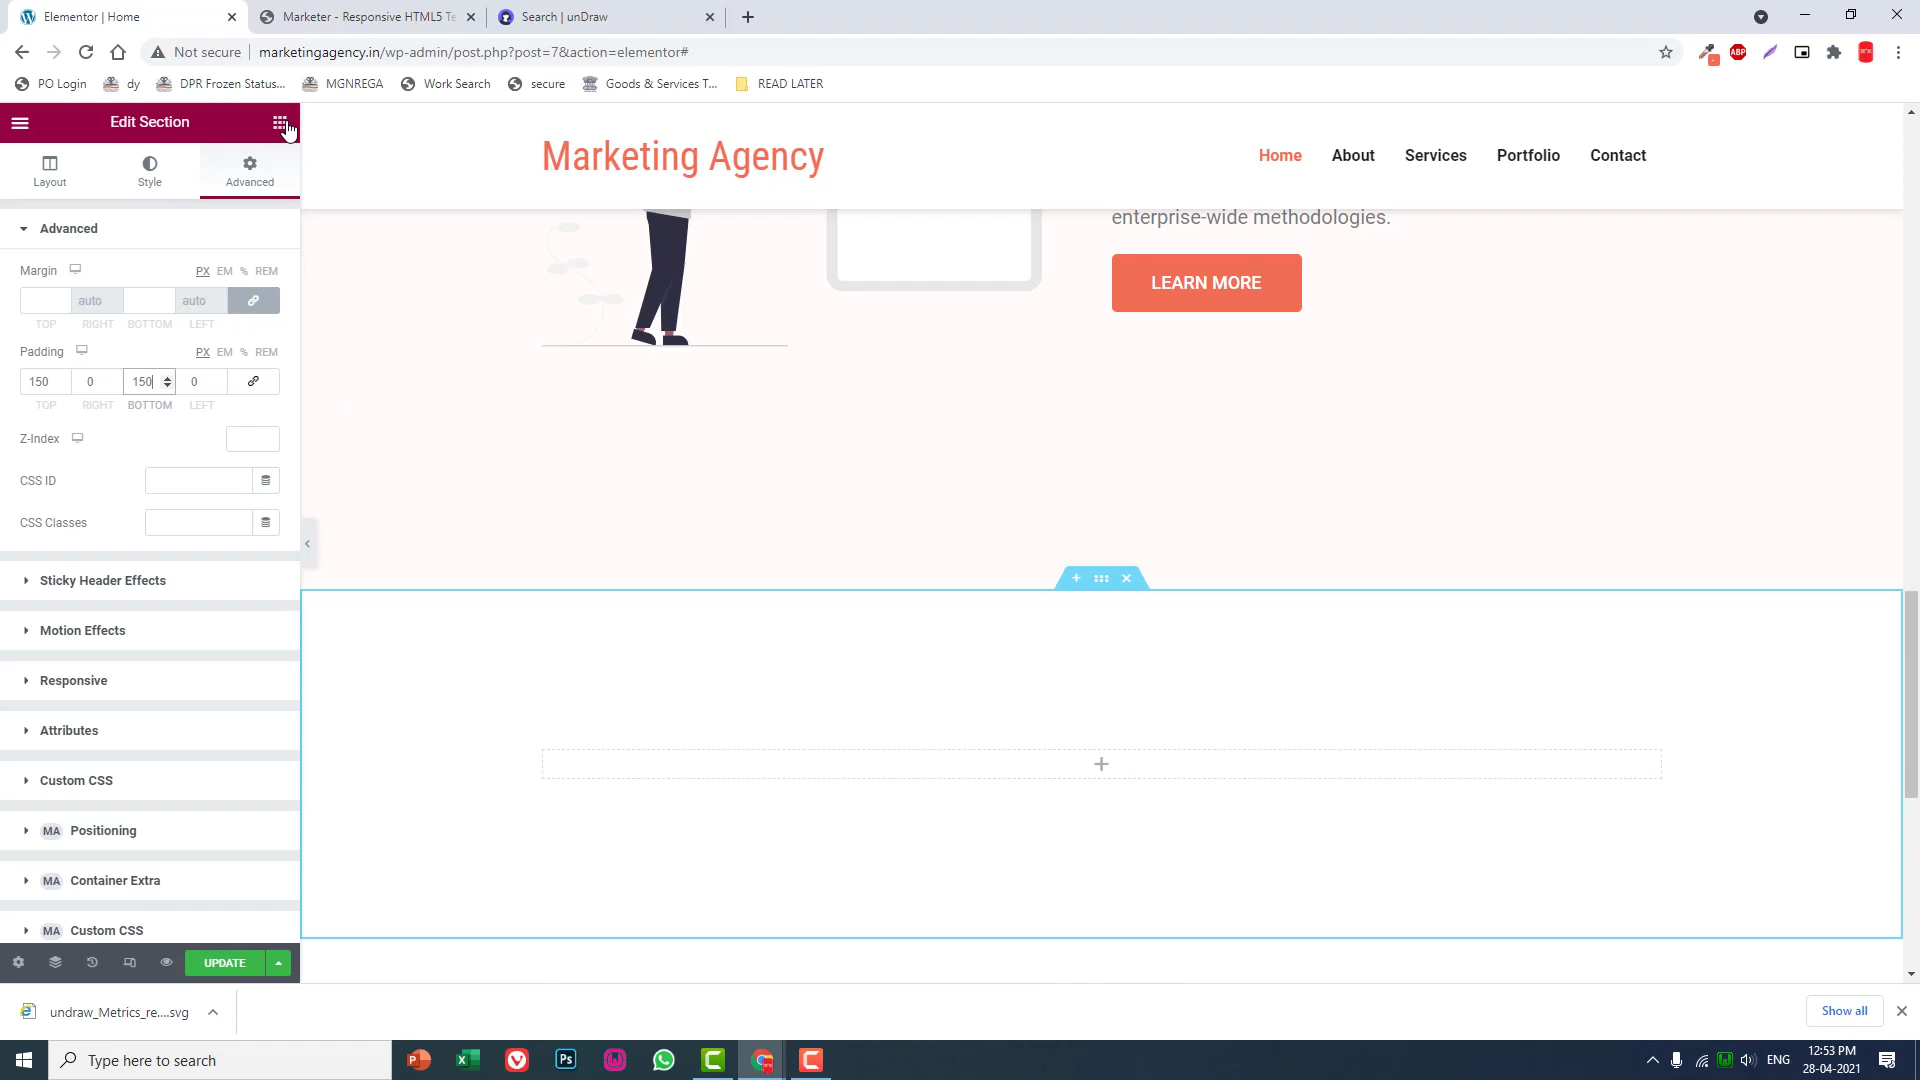 Elementor | Home
Marketer - Responsive HTML5 Te
Search | unDraw
Not secure
marketingagency.in/wp-admin/post.php?post=7&action=elementor#
PO Login
dy
DPR Frozen Status...
MGNREGA
Work Search
secure
Goods & Services T...
READ LATER
ABP
Edit Section
Layout
Style
Advanced
Advanced
Margin
PX EM % REM
auto
auto
TOP RIGHT BOTTOM LEFT
Padding
PX EM % REM
150 0 150 0
TOP RIGHT BOTTOM LEFT
Z-Index
CSS ID
CSS Classes
Sticky Header Effects
Motion Effects
Responsive
Attributes
Custom CSS
MA Positioning
MA Container Extra
MA Custom CSS
UPDATE
Marketing Agency
Home About Services Portfolio Contact
enterprise-wide methodologies.
LEARN MORE
undraw_Metrics_re....svg
Show all
Type here to search
Ps
ENG
12:53 PM
28-04-2021